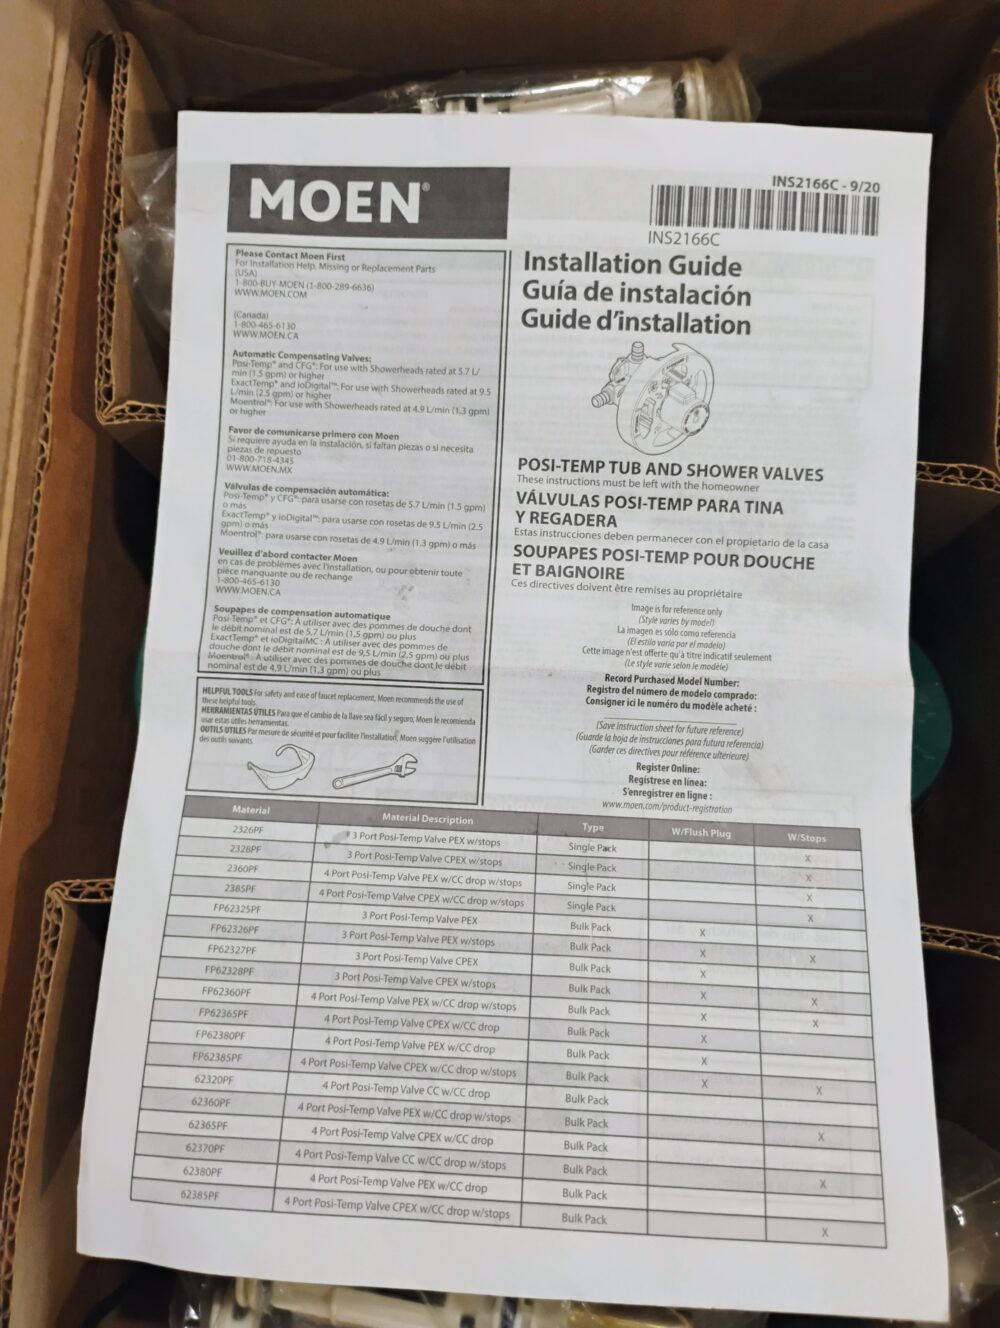 MOEN®
INS2166C - 9/20
INS2166C
Please Contact Moen First
For Installation Help, Missing or Replacement Parts
(USA)
1-800-BUY-MOEN (1-800-289-6636)
WWW.MOEN.COM
(Canada)
1-800-465-6130
WWW.MOEN.CA
Automatic Compensating Valves:
Posi-Temp® and CFG®: For use with Showerheads rated at 5.7 L/
min (1.5 gpm) or higher
ExactTemp® and ioDigital™: For use with Showerheads rated at 9.5
L/min (2.5 gpm) or higher
Moentrol®: For use with Showerheads rated at 4.9 L/min (1.3 gpm)
or higher
Favor de comunicarse primero con Moen
Si requiere ayuda en la instalación, si faltan piezas o si necesita
piezas de repuesto
01-800-718-4345
WWW.MOEN.MX
Válvulas de compensación automática:
Posi-Temp® y CFG®: para usarse con rosetas de 5.7 L/min (1.5 gpm)
o más
ExactTemp® y ioDigital™: para usarse con rosetas de 9.5 L/min (2.5
gpm) o más
Moentrol®: para usarse con rosetas de 4.9 L/min (1.3 gpm) o más
Veuillez d'abord contacter Moen
en cas de problèmes avec l'installation, ou pour obtenir toute
pièce manquante ou de rechange
1-800-465-6130
WWW.MOEN.CA
Soupapes de compensation automatique
Posi-Temp® et CFG®: À utiliser avec des pommes de douche dont
le débit nominal est de 5,7 L/min (1,5 gpm) ou plus
ExactTemp® et ioDigitalMC : À utiliser avec des pommes de
douche dont le débit nominal est de 9,5 L/min (2,5 gpm) ou plus
Moentrol® : À utiliser avec des pommes de douche dont le débit
nominal est de 4,9 L/min (1,3 gpm) ou plus
HELPFUL TOOLS For safety and ease of faucet replacement, Moen recommends the use of
these helpful tools.
HERRAMIENTAS ÚTILES Para que el cambio de la llave sea fácil y seguro, Moen le recomienda
usar estas útiles herramientas.
OUTILS UTILES Par mesure de sécurité et pour faciliter l'installation, Moen suggère l'utilisation
des outils suivants.
Installation Guide
Guía de instalación
Guide d'installation
POSI-TEMP TUB AND SHOWER VALVES
These instructions must be left with the homeowner
VÁLVULAS POSI-TEMP PARA TINA
Y REGADERA
Estas instrucciones deben permanecer con el propietario de la casa
SOUPAPES POSI-TEMP POUR DOUCHE
ET BAIGNOIRE
Ces directives doivent être remises au propriétaire
Image is for reference only
(Style varies by model)
La imagen es sólo como referencia
(El estilo varía por el modelo)
Cette image n'est offerte qu'à titre indicatif seulement
(Le style varie selon le modèle)
Record Purchased Model Number:
Registro del número de modelo comprado:
Consigner ici le numéro du modèle acheté :
(Save instruction sheet for future reference)
(Guarde la hoja de instrucciones para futura referencia)
(Garder ces directives pour référence ultérieure)
Register Online:
Regístrese en línea:
S'enregistrer en ligne :
www.moen.com/product-registration
Material Material Description Type W/Flush Plug W/Stops
2326PF 3 Port Posi-Temp Valve PEX w/stops Single Pack X
2328PF 3 Port Posi-Temp Valve CPEX w/stops Single Pack X
2360PF 4 Port Posi-Temp Valve PEX w/CC drop w/stops Single Pack X
2385PF 4 Port Posi-Temp Valve CPEX w/CC drop w/stops Single Pack X
FP62325PF 3 Port Posi-Temp Valve PEX Bulk Pack X
FP62326PF 3 Port Posi-Temp Valve PEX w/stops Bulk Pack X X
FP62327PF 3 Port Posi-Temp Valve CPEX Bulk Pack X
FP62328PF 3 Port Posi-Temp Valve CPEX w/stops Bulk Pack X X
FP62360PF 4 Port Posi-Temp Valve PEX w/CC drop w/stops Bulk Pack X X
FP62365PF 4 Port Posi-Temp Valve CPEX w/CC drop Bulk Pack X
FP62380PF 4 Port Posi-Temp Valve PEX w/CC drop Bulk Pack X
FP62385PF 4 Port Posi-Temp Valve CPEX w/CC drop w/stops Bulk Pack X X
62320PF 4 Port Posi-Temp Valve CC w/CC drop Bulk Pack
62360PF 4 Port Posi-Temp Valve PEX w/CC drop w/stops Bulk Pack X
62365PF 4 Port Posi-Temp Valve CPEX w/CC drop Bulk Pack
62370PF 4 Port Posi-Temp Valve CC w/CC drop w/stops Bulk Pack X
62380PF 4 Port Posi-Temp Valve PEX w/CC drop Bulk Pack
62385PF 4 Port Posi-Temp Valve CPEX w/CC drop w/stops Bulk Pack X